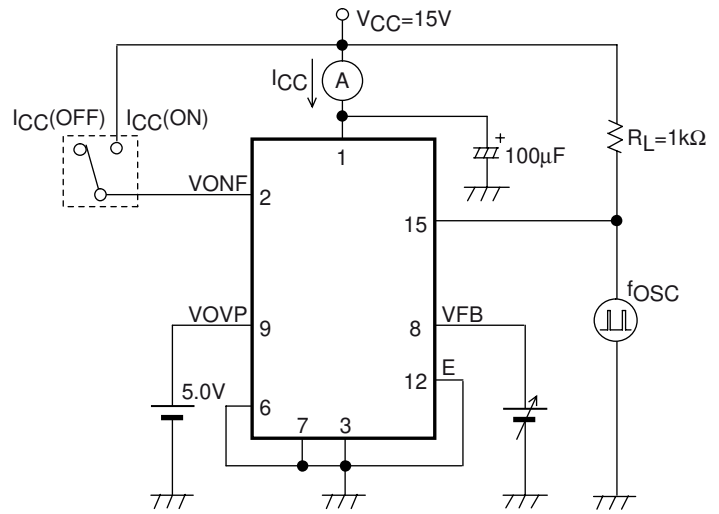 VCC=15V
ICC
A
ICC(OFF) ICC(ON)
+
100μF
RL=1kΩ
1
VONF
2
15
fOSC
VOVP
9
8
VFB
5.0V
6
12
E
7
3